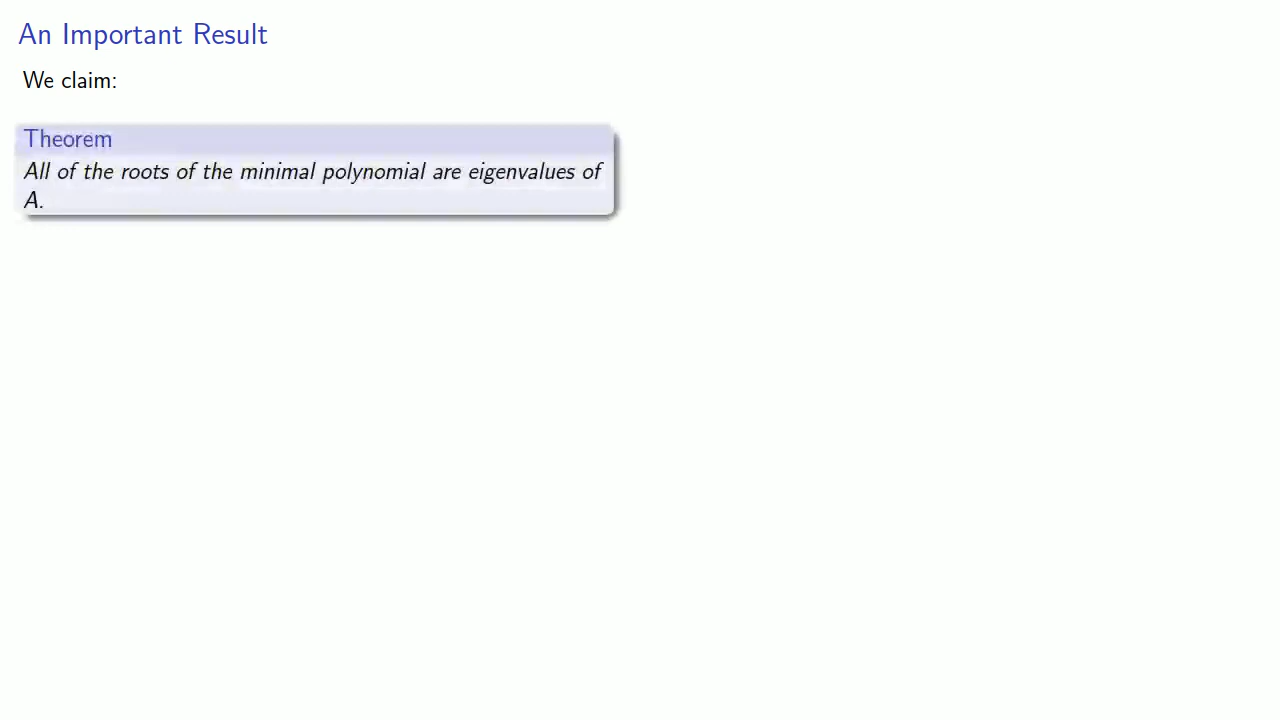 An Important Result
We claim:
Theorem
All of the roots of the minimal polynomial are eigenvalues of
A.